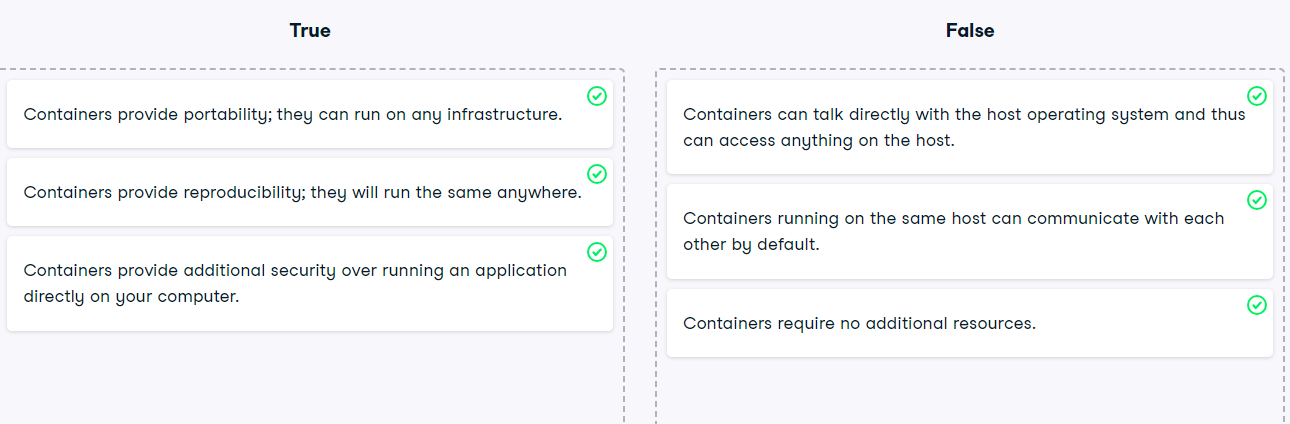 True
Containers provide portability; they can run on any infrastructure.
Containers provide reproducibility; they will run the same anywhere.
Containers provide additional security over running an application
directly on your computer.
False
Containers can talk directly with the host operating system and thus
can access anything on the host.
Containers running on the same host can communicate with each
other by default.
Containers require no additional resources.